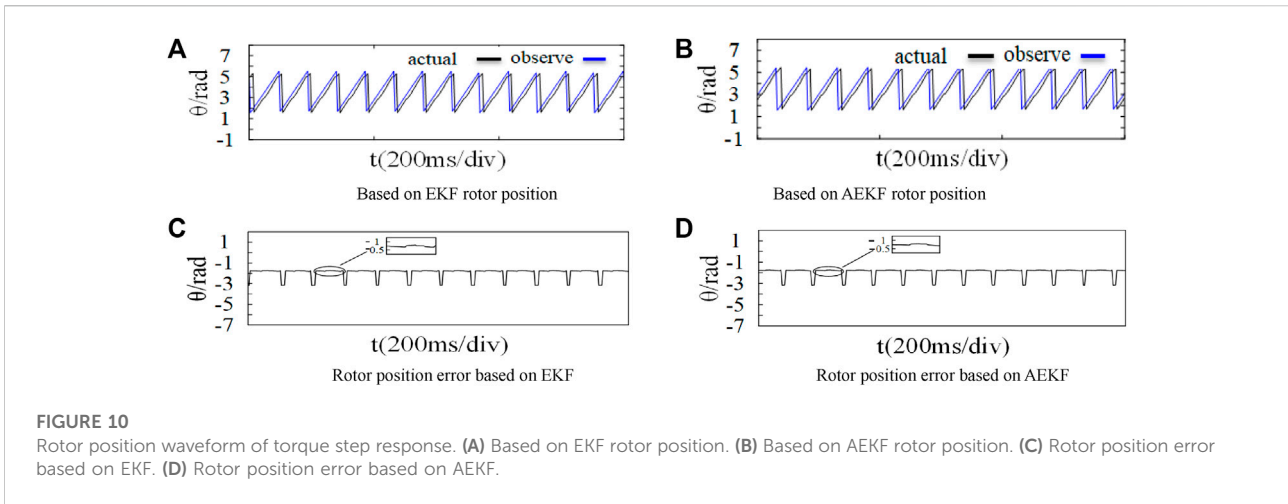 A
7
5
3
1
-1
θ/rad
actual observe
t(200ms/div)
Based on EKF rotor position
B
7
5
3
1
-1
θ/rad
actual observe
t(200ms/div)
Based on AEKF rotor position
C
1
-1
-3
-5
-7
θ/rad
- 1
-0.5
t(200ms/div)
Rotor position error based on EKF
D
1
-1
-3
-5
-7
θ/rad
- 1
-0.5
t(200ms/div)
Rotor position error based on AEKF
FIGURE 10
Rotor position waveform of torque step response. (A) Based on EKF rotor position. (B) Based on AEKF rotor position. (C) Rotor position error
based on EKF. (D) Rotor position error based on AEKF.